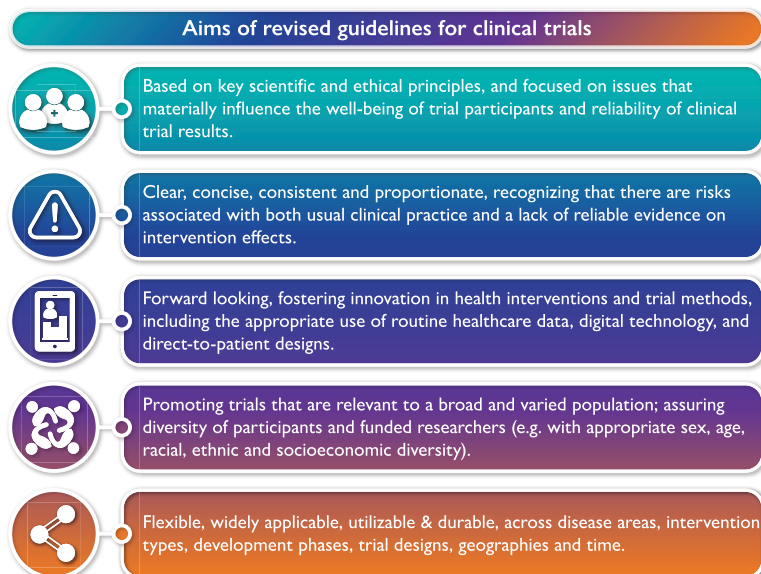 Aims of revised guidelines for clinical trials
Based on key scientific and ethical principles, and focused on issues that
materially influence the well-being of trial participants and reliability of clinical
trial results.
Clear, concise, consistent and proportionate, recognizing that there are risks
associated with both usual clinical practice and a lack of reliable evidence on
intervention effects.
Forward looking, fostering innovation in health interventions and trial methods,
including the appropriate use of routine healthcare data, digital technology, and
direct-to-patient designs.
Promoting trials that are relevant to a broad and varied population; assuring
diversity of participants and funded researchers (e.g. with appropriate sex, age,
racial, ethnic and socioeconomic diversity).
Flexible, widely applicable, utilizable & durable, across disease areas, intervention
types, development phases, trial designs, geographies and time.